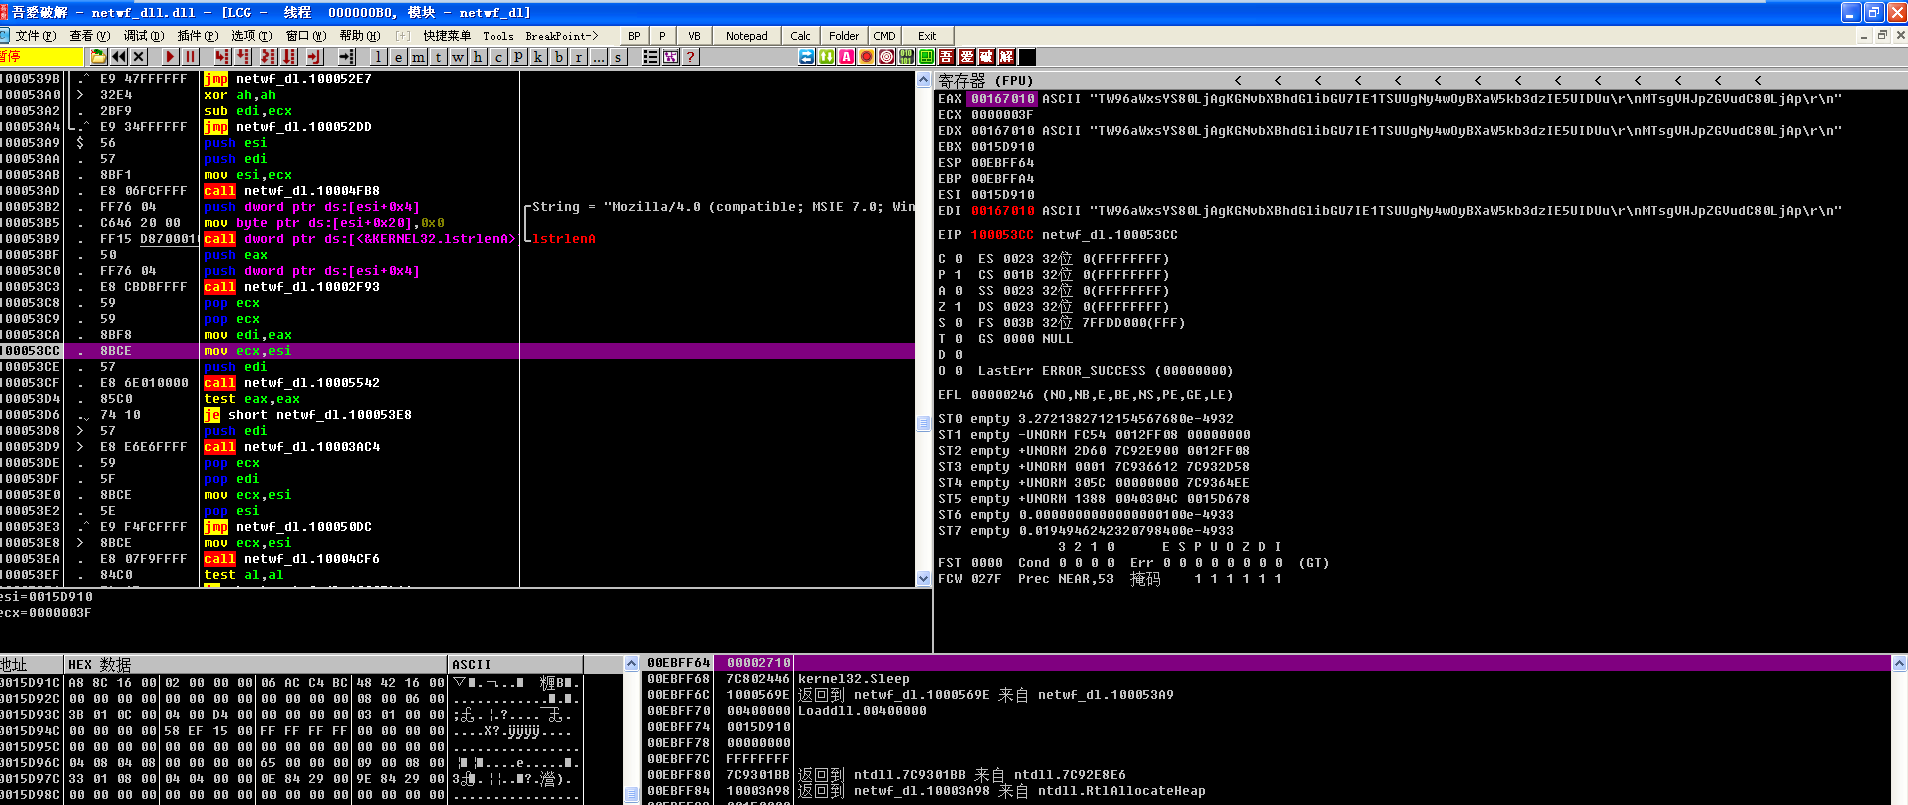 吾爱破解 - netwf_dll.dll - [LCG -  线程  000000B0, 模块 - netwf_dl]
文件(F) 查看(V) 调试(D) 插件(P) 选项(T) 窗口(W) 帮助(H) [+] 快捷菜单 Tools BreakPoint-> BP P VB Notepad Calc Folder CMD Exit
暂停 l e m t w h c p k b r ... s ? 吾 爱 破 解
1000539B .^ E9 47FFFFFF jmp netwf_dl.100052E7
100053A0 > 32E4 xor ah,ah
100053A2 . 2BF9 sub edi,ecx
100053A4 .^ E9 34FFFFFF jmp netwf_dl.100052DD
100053A9 $ 56 push esi
100053AA . 57 push edi
100053AB . 8BF1 mov esi,ecx
100053AD . E8 06FCFFFF call netwf_dl.10004FB8
100053B2 . FF76 04 push dword ptr ds:[esi+0x4] String = "Mozilla/4.0 (compatible; MSIE 7.0; Win
100053B5 . C646 20 00 mov byte ptr ds:[esi+0x20],0x0
100053B9 . FF15 D870001 call dword ptr ds:[<&KERNEL32.lstrlenA> lstrlenA
100053BF . 50 push eax
100053C0 . FF76 04 push dword ptr ds:[esi+0x4]
100053C3 . E8 CBDBFFFF call netwf_dl.10002F93
100053C8 . 59 pop ecx
100053C9 . 59 pop ecx
100053CA . 8BF8 mov edi,eax
100053CC . 8BCE mov ecx,esi
100053CE . 57 push edi
100053CF . E8 6E010000 call netwf_dl.10005542
100053D4 . 85C0 test eax,eax
100053D6 .v 74 10 je short netwf_dl.100053E8
100053D8 > 57 push edi
100053D9 > E8 E6E6FFFF call netwf_dl.10003AC4
100053DE . 59 pop ecx
100053DF . 5F pop edi
100053E0 . 8BCE mov ecx,esi
100053E2 . 5E pop esi
100053E3 .^ E9 F4FCFFFF jmp netwf_dl.100050DC
100053E8 > 8BCE mov ecx,esi
100053EA . E8 07F9FFFF call netwf_dl.10004CF6
100053EF . 84C0 test al,al
esi=0015D910
ecx=0000003F
寄存器 (FPU) < < < < < < < < < < < < < <
EAX 00167010 ASCII "TW96aWxsYS80LjAgKGNvbXBhdGlibGU7IE1TSUUgNy4wOyBXaW5kb3dzIE5UIDUu\r\nMTsgVHJpZGVudC80LjAp\r\n"
ECX 0000003F
EDX 00167010 ASCII "TW96aWxsYS80LjAgKGNvbXBhdGlibGU7IE1TSUUgNy4wOyBXaW5kb3dzIE5UIDUu\r\nMTsgVHJpZGVudC80LjAp\r\n"
EBX 0015D910
ESP 00EBFF64
EBP 00EBFFA4
ESI 0015D910
EDI 00167010 ASCII "TW96aWxsYS80LjAgKGNvbXBhdGlibGU7IE1TSUUgNy4wOyBXaW5kb3dzIE5UIDUu\r\nMTsgVHJpZGVudC80LjAp\r\n"
EIP 100053CC netwf_dl.100053CC
C 0 ES 0023 32位 0(FFFFFFFF)
P 1 CS 001B 32位 0(FFFFFFFF)
A 0 SS 0023 32位 0(FFFFFFFF)
Z 1 DS 0023 32位 0(FFFFFFFF)
S 0 FS 003B 32位 7FFDD000(FFF)
T 0 GS 0000 NULL
D 0
O 0 LastErr ERROR_SUCCESS (00000000)
EFL 00000246 (NO,NB,E,BE,NS,PE,GE,LE)
ST0 empty 3.2721382712154567680e-4932
ST1 empty -UNORM FC54 0012FF08 00000000
ST2 empty +UNORM 2D60 7C92E900 0012FF08
ST3 empty +UNORM 0001 7C936612 7C932D58
ST4 empty +UNORM 305C 00000000 7C9364EE
ST5 empty +UNORM 1388 0040304C 0015D678
ST6 empty 0.0000000000000000100e-4933
ST7 empty 0.0194946242320798400e-4933
3 2 1 0 E S P U O Z D I
FST 0000 Cond 0 0 0 0 Err 0 0 0 0 0 0 0 0 (GT)
FCW 027F Prec NEAR,53 掩码 1 1 1 1 1 1
地址 HEX 数据 ASCII
0015D91C A8 8C 16 00 02 00 00 00 06 AC C4 BC 48 42 16 00
0015D92C 00 00 00 00 00 00 00 00 00 00 00 00 08 00 06 00
0015D93C 3B 01 0C 00 04 00 D4 00 00 00 00 00 03 01 00 00
0015D94C 00 00 00 00 58 EF 15 00 FF FF FF FF 00 00 00 00
0015D95C 00 00 00 00 00 00 00 00 00 00 00 00 00 00 00 00
0015D96C 04 08 04 08 00 00 00 00 65 00 00 00 09 00 08 00
0015D97C 33 01 08 00 04 04 00 00 0E 84 29 00 9E 84 29 00
0015D98C 00 00 00 00 00 00 00 00 00 00 00 00 00 00 00 00
00EBFF64 00002710
00EBFF68 7C802446 kernel32.Sleep
00EBFF6C 1000569E 返回到 netwf_dl.1000569E 来自 netwf_dl.100053A9
00EBFF70 00400000 Loaddll.00400000
00EBFF74 0015D910
00EBFF78 00000000
00EBFF7C FFFFFFFF
00EBFF80 7C9301BB 返回到 ntdll.7C9301BB 来自 ntdll.7C92E8E6
00EBFF84 10003A98 返回到 netwf_dl.10003A98 来自 ntdll.RtlAllocateHeap